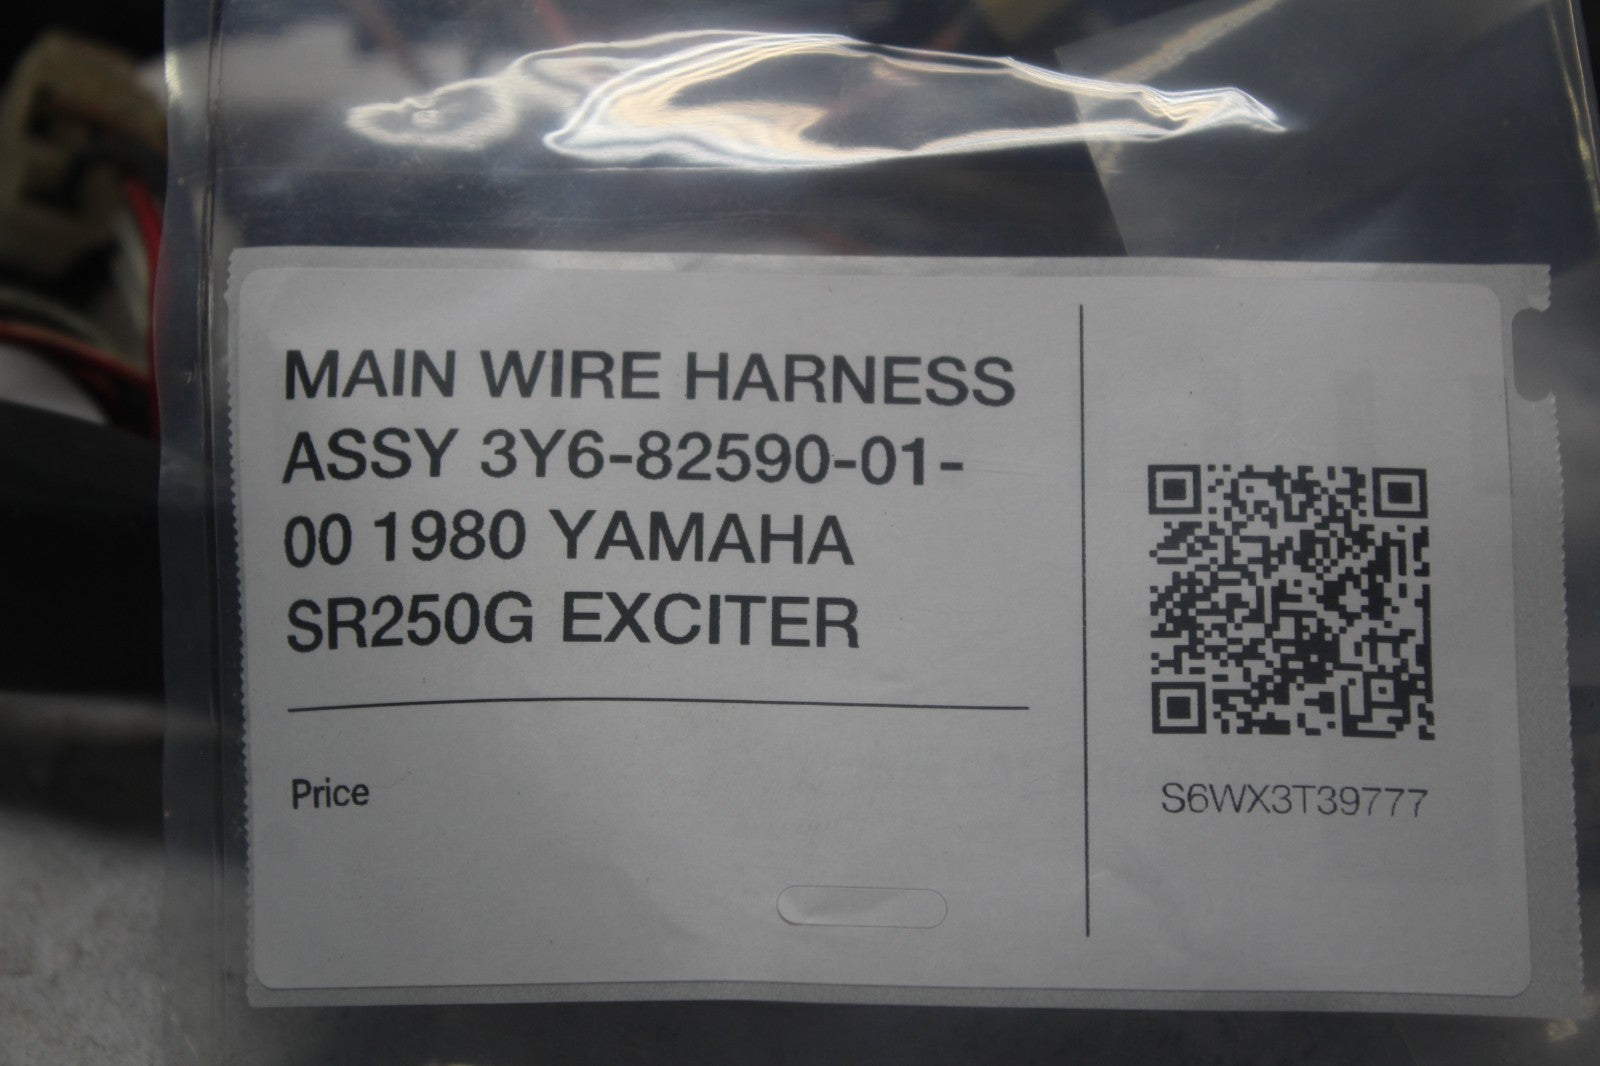 MAIN WIRE HARNESS
ASSY 3Y6-82590-01-
00 1980 YAMAHA
SR250G EXCITER
Price
S6WX3T39777